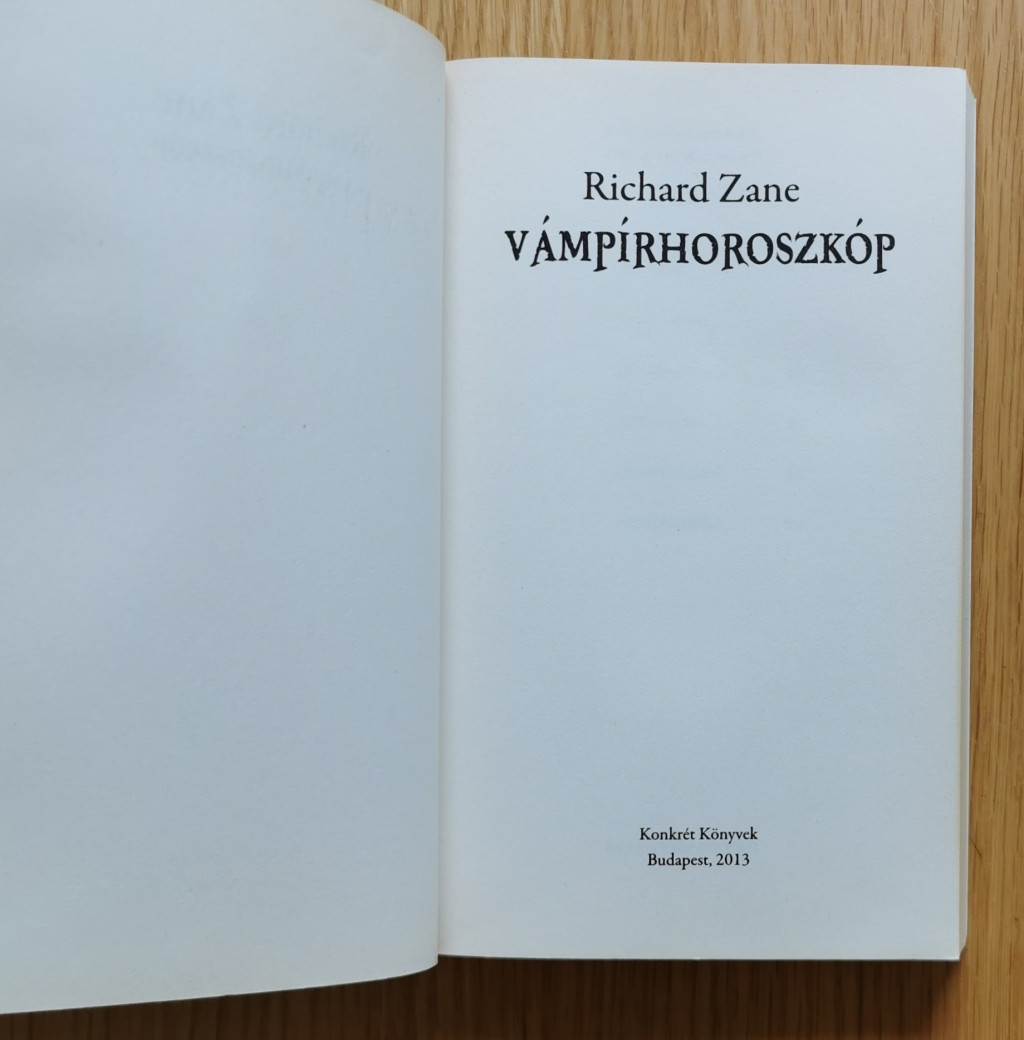 Richard Zane
VÁMPÍRHOROSZKÓP
Konkrét Könyvek
Budapest, 2013